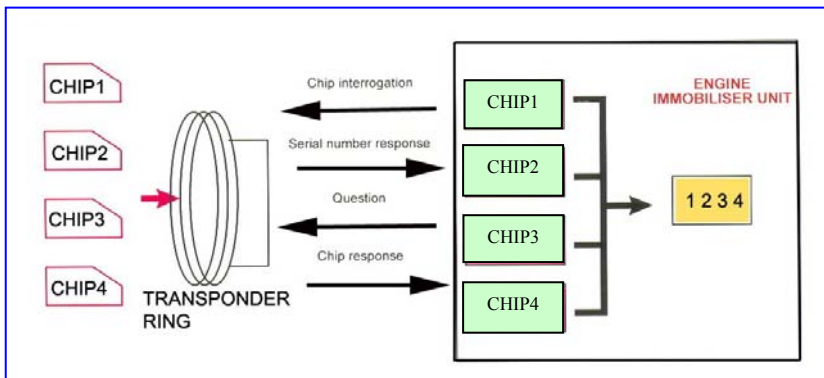 CHIP1
CHIP2
CHIP3
CHIP4
TRANSPONDER
RING
Chip interrogation
Serial number response
Question
Chip response
CHIP1
CHIP2
CHIP3
CHIP4
ENGINE
IMMOBILISER UNIT
1 2 3 4